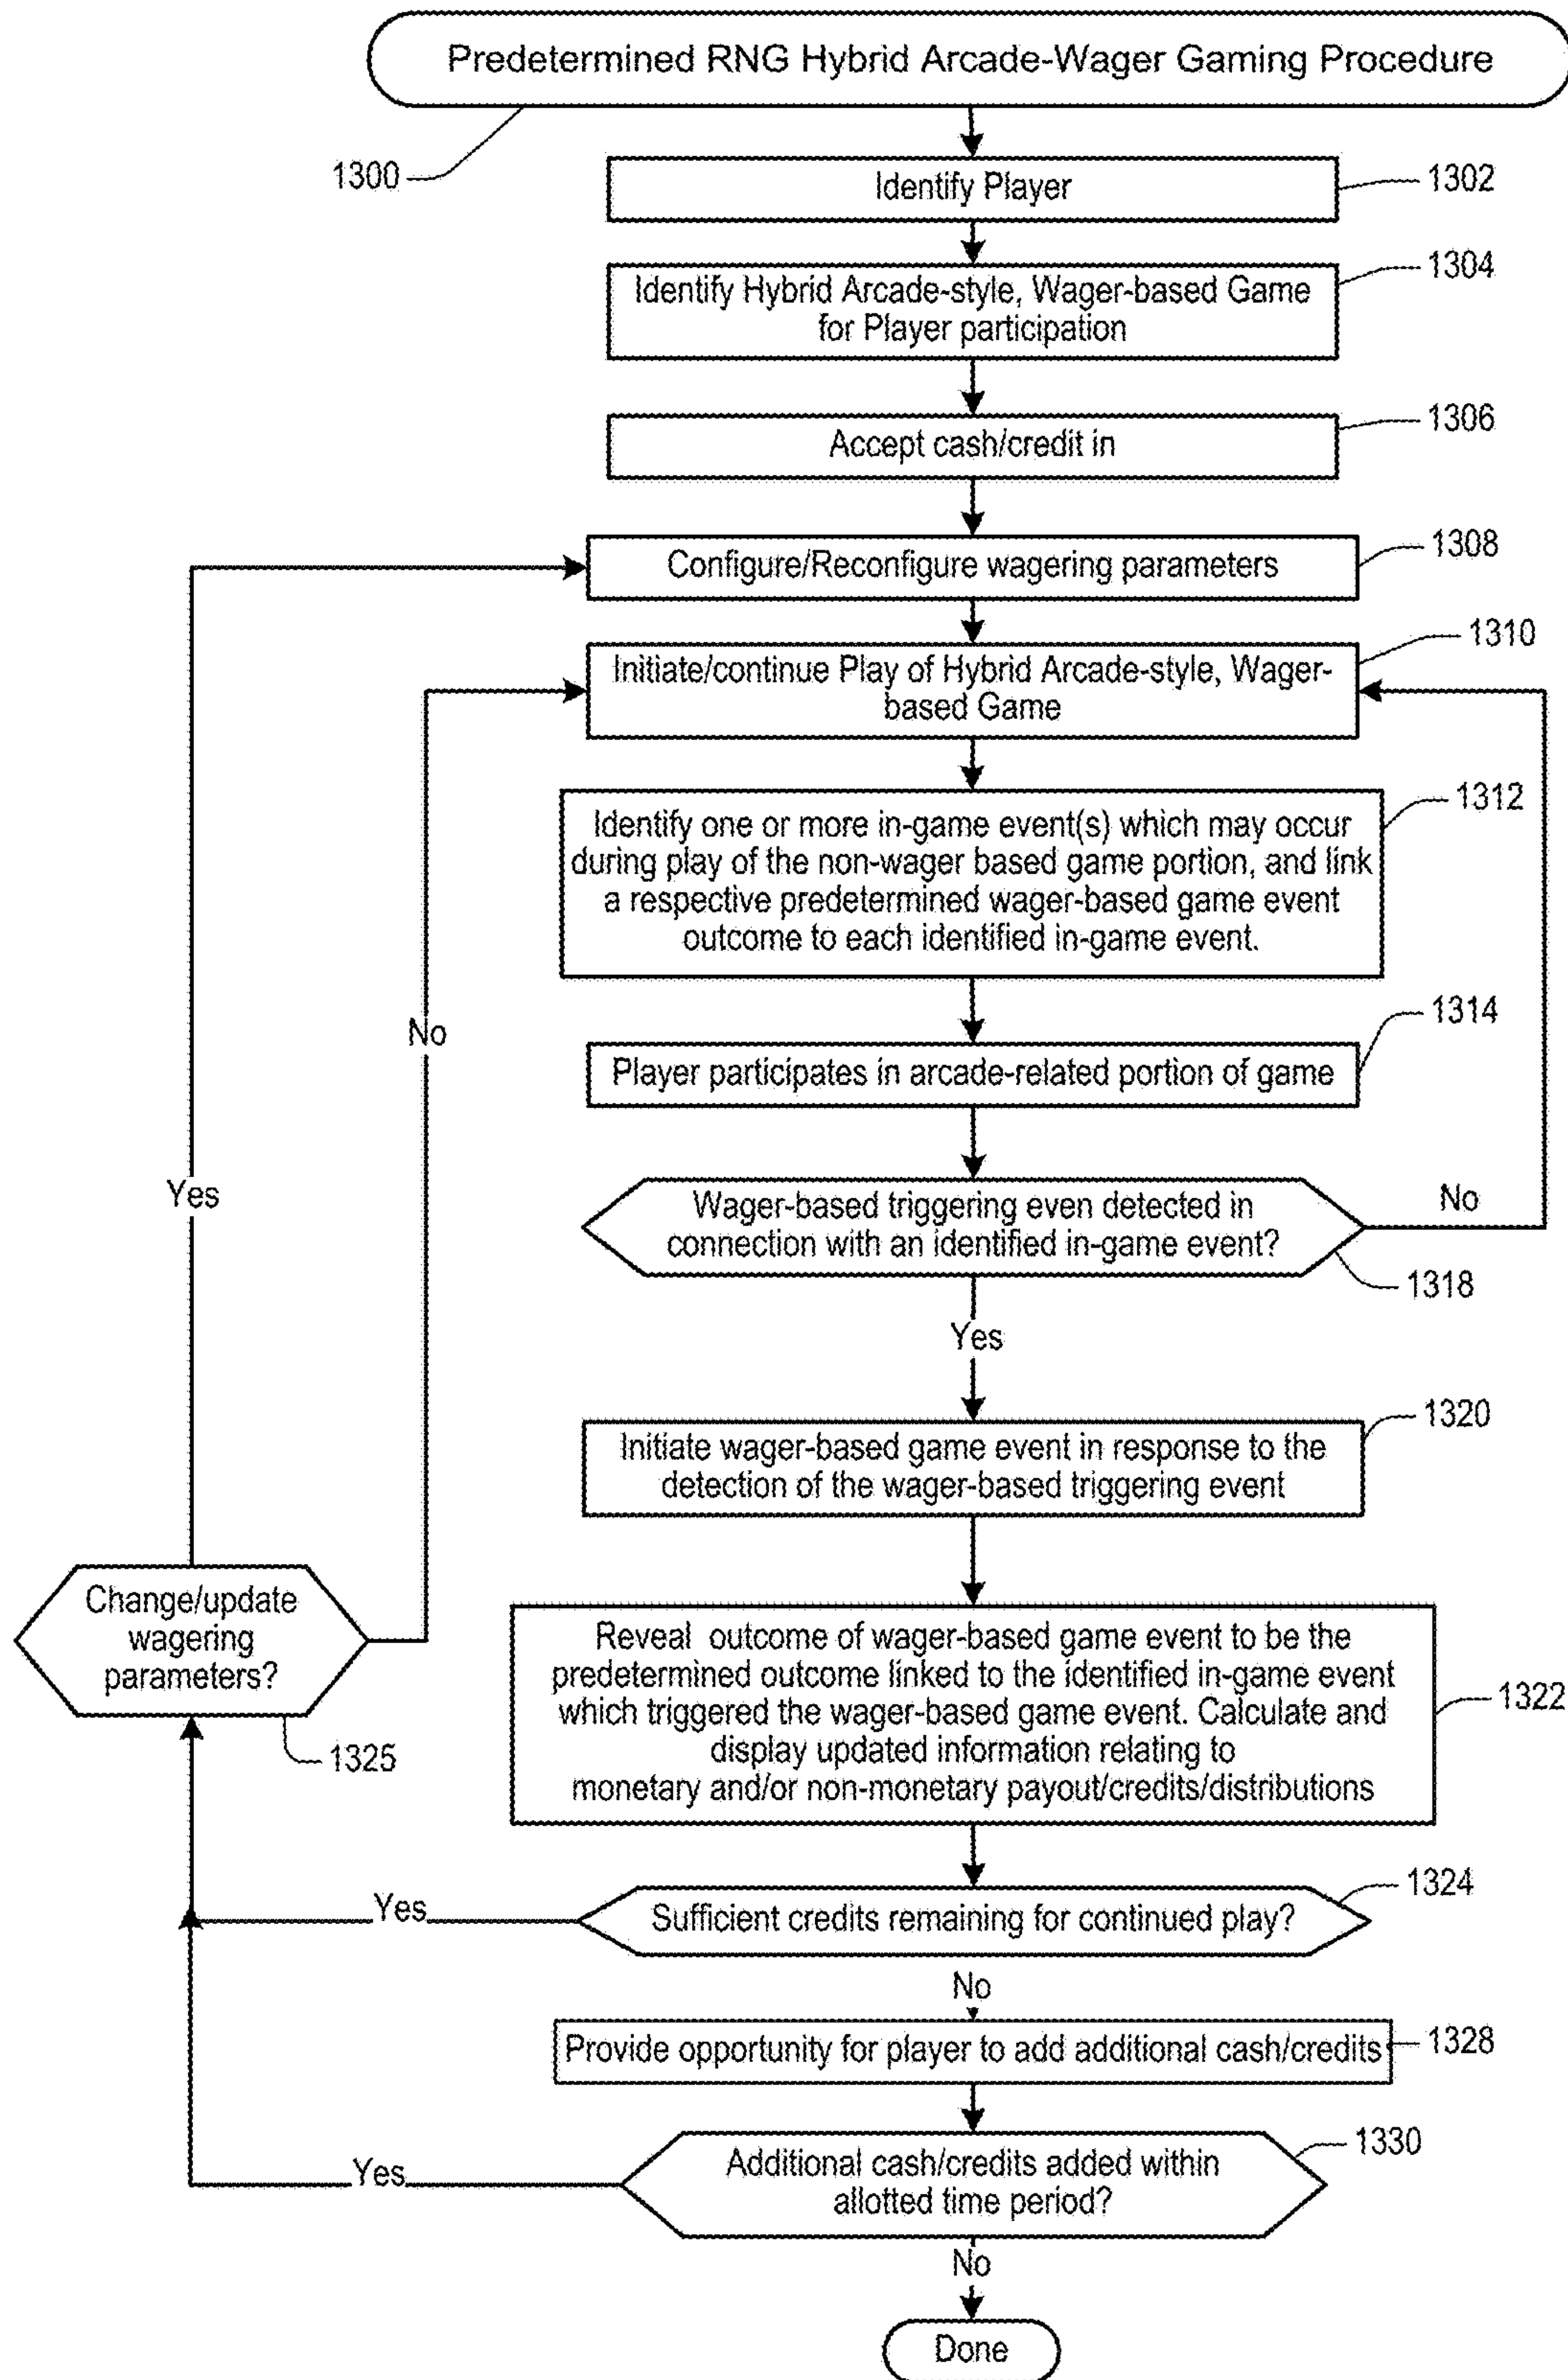 Predetermined RNG Hybrid Arcade-Wager Gaming Procedure
1300
Identify Player
1302
Identify Hybrid Arcade-style, Wager-based Game
for Player participation
1304
Accept cash/credit in
1306
Configure/Reconfigure wagering parameters
1308
Initiate/continue Play of Hybrid Arcade-style, Wager-
based Game
1310
Identify one or more in-game event(s) which may occur
during play of the non-wager based game portion, and link
a respective predetermined wager-based game event
outcome to each identified in-game event.
1312
No
Player participates in arcade-related portion of game
1314
Yes
Wager-based triggering even detected in
connection with an identified in-game event?
No
1318
Yes
Initiate wager-based game event in response to the
detection of the wager-based triggering event
1320
Change/update
wagering
parameters?
1325
Reveal outcome of wager-based game event to be the
predetermined outcome linked to the identified in-game event
which triggered the wager-based game event. Calculate and
display updated information relating to
monetary and/or non-monetary payout/credits/distributions
1322
Yes
Sufficient credits remaining for continued play?
1324
No
Provide opportunity for player to add additional cash/credits
1328
Yes
Additional cash/credits added within
allotted time period?
1330
No
Done